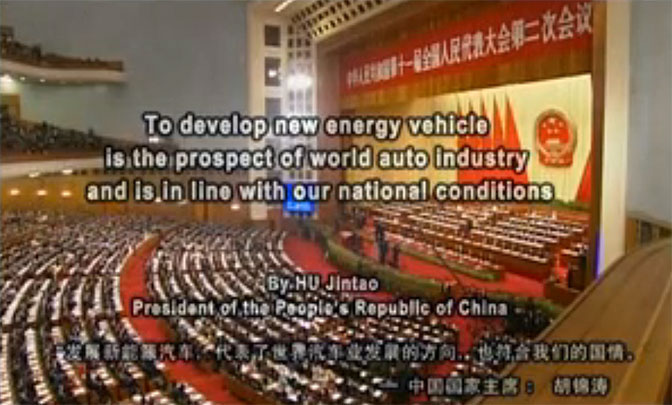 中华人民共和国第十一届全国人民代表大会第二次会议
To develop new energy vehicle
is the prospect of world auto industry
and is in line with our national conditions
By HU Jintao
President of the People's Republic of China
“发展新能源汽车，代表了世界汽车业发展的方向，也符合我们的国情。
— 中国国家主席： 胡锦涛